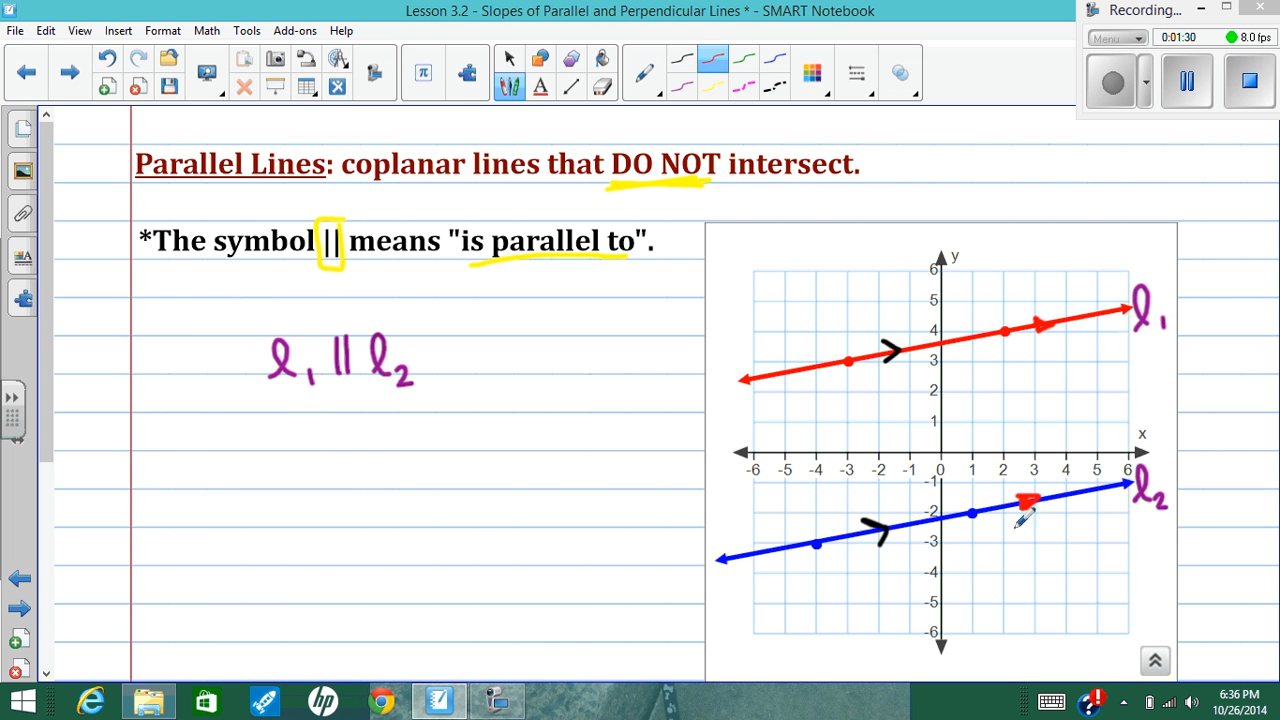 Lesson 3.2 - Slopes of Parallel and Perpendicular Lines * - SMART Notebook
Recording...
File Edit View Insert Format Math Tools Add-ons Help
Menu
0:01:30
8.0 fps
Parallel Lines: coplanar lines that DO NOT intersect.
*The symbol || means "is parallel to".
l₁ || l₂
y
6
5
4
3
2
1
l₁
x
-6 -5 -4 -3 -2 -1 0 1 2 3 4 5 6
-1
-2
-3
-4
-5
-6
l₂
6:36 PM
10/26/2014